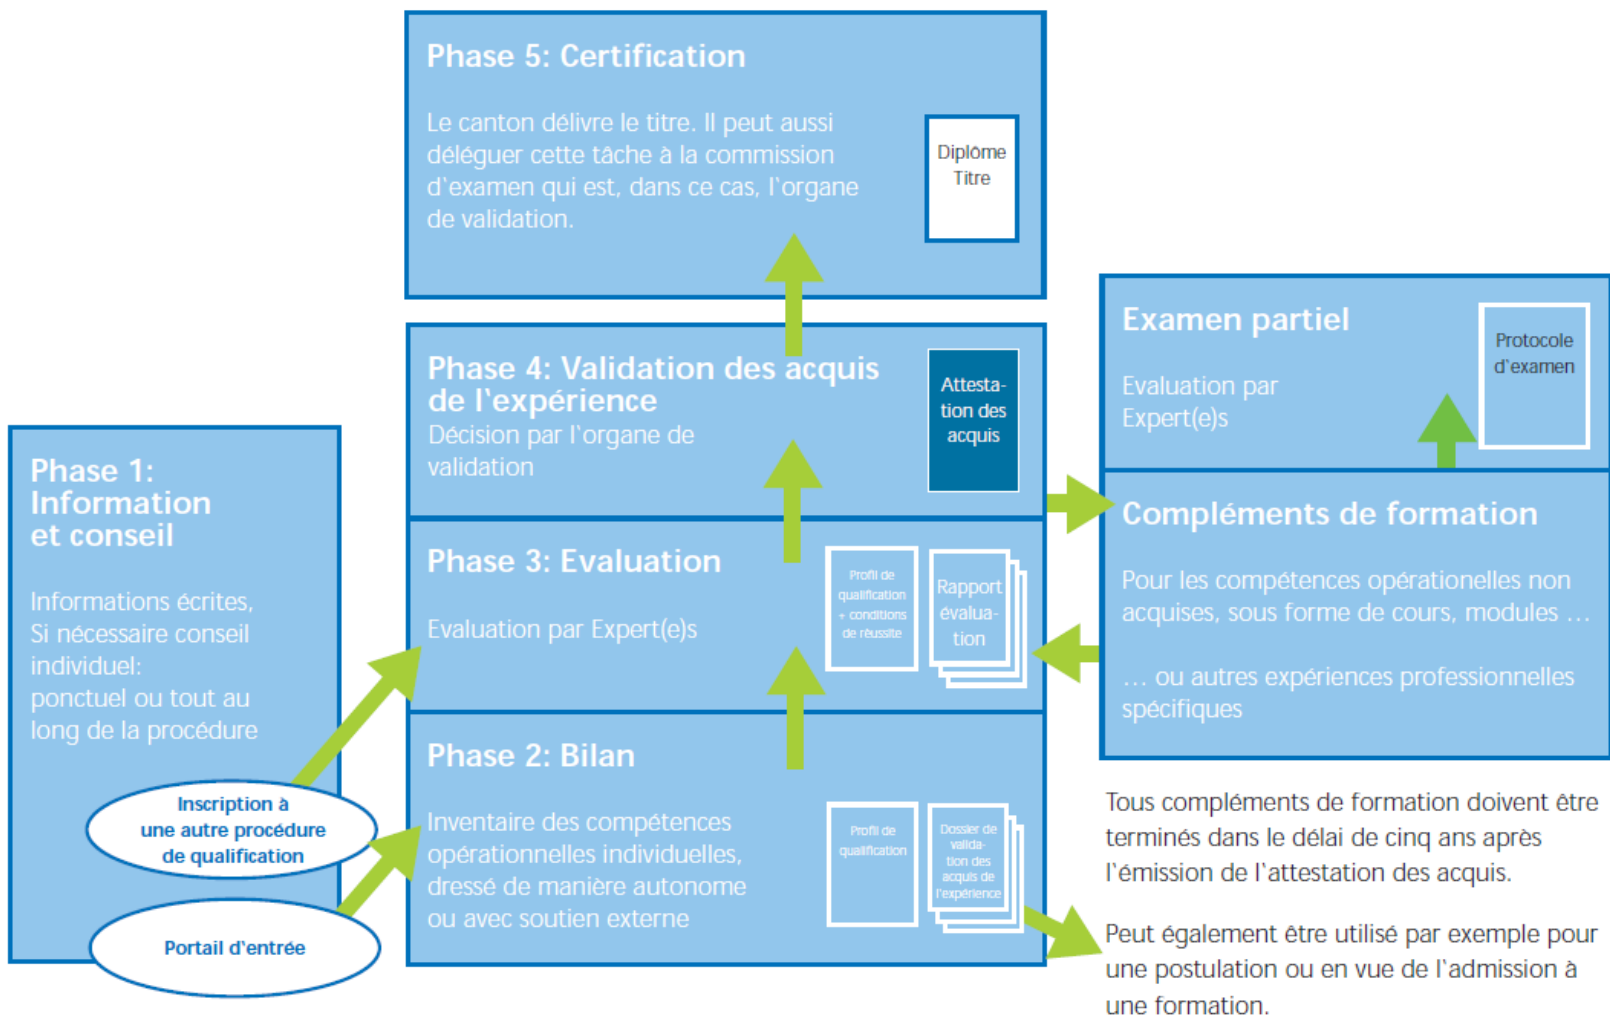 Phase 5: Certification
Le canton délivre le titre. Il peut aussi
déléguer cette tâche à la commission
d'examen qui est, dans ce cas, l'organe
de validation.
Diplôme
Titre
Phase 4: Validation des acquis
de l'expérience
Décision par l'organe de
validation
Attesta-
tion des
acquis
Examen partiel
Evaluation par
Expert(e)s
Protocole
d'examen
Phase 1:
Information
et conseil
Informations écrites,
Si nécessaire conseil
individuel:
ponctuel ou tout au
long de la procédure
Inscription à
une autre procédure
de qualification
Portail d'entrée
Phase 3: Evaluation
Evaluation par Expert(e)s
Profil de
qualification
+ conditions
de réussite
Rapport
évalua-
tion
Compléments de formation
Pour les compétences opérationelles non
acquises, sous forme de cours, modules ...
... ou autres expériences professionnelles
spécifiques
Phase 2: Bilan
Inventaire des compétences
opérationnelles individuelles,
dressé de manière autonome
ou avec soutien externe
Profil de
qualification
Dossier de
valida-
tion des
acquis de
l'expérience
Tous compléments de formation doivent être
terminés dans le délai de cinq ans après
l'émission de l'attestation des acquis.
Peut également être utilisé par exemple pour
une postulation ou en vue de l'admission à
une formation.